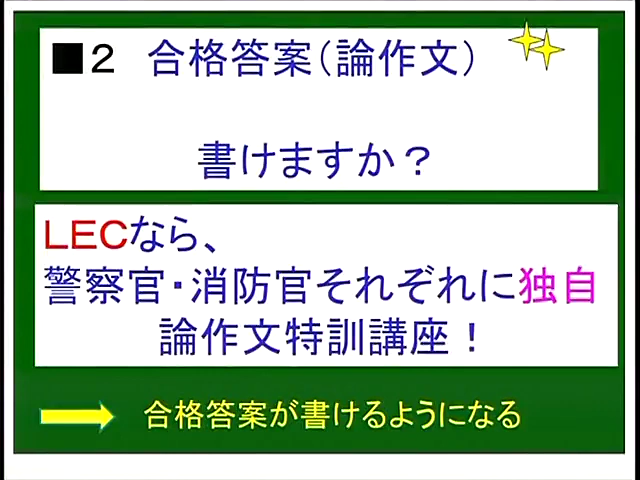 ■２　合格答案（論作文）
書けますか？
ＬＥＣなら、
警察官・消防官それぞれに独自
論作文特訓講座！
合格答案が書けるようになる